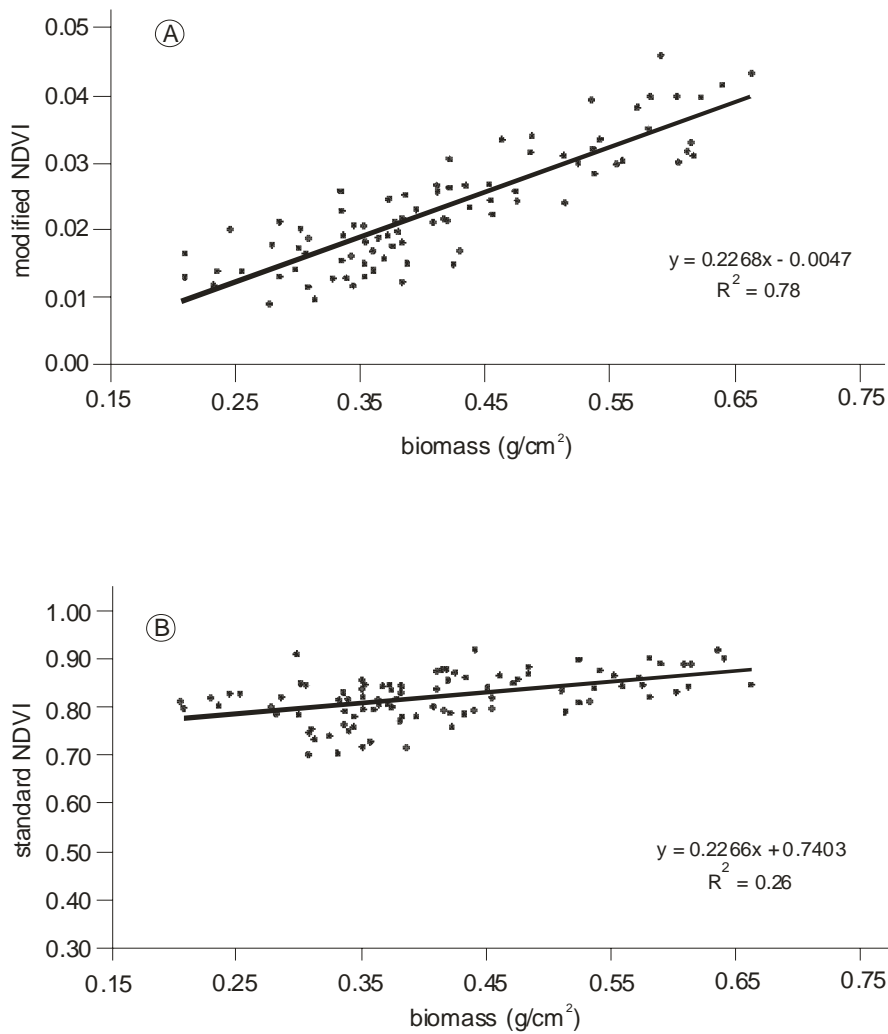 A
0.05
0.04
0.03
0.02
0.01
0.00
modified NDVI
y = 0.2268x - 0.0047
R² = 0.78
0.15 0.25 0.35 0.45 0.55 0.65 0.75
biomass (g/cm²)
B
1.00
0.90
0.80
0.70
0.60
0.50
0.40
0.30
standard NDVI
y = 0.2266x + 0.7403
R² = 0.26
0.15 0.25 0.35 0.45 0.55 0.65 0.75
biomass (g/cm²)